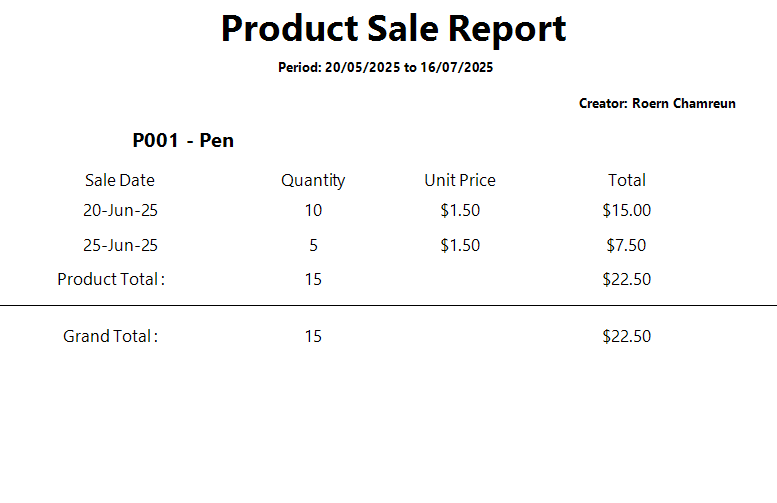 Product Sale Report
Period: 20/05/2025 to 16/07/2025
Creator: Roern Chamreun
P001 - Pen
Sale Date Quantity Unit Price Total
20-Jun-25 10 $1.50 $15.00
25-Jun-25 5 $1.50 $7.50
Product Total : 15 $22.50
Grand Total : 15 $22.50